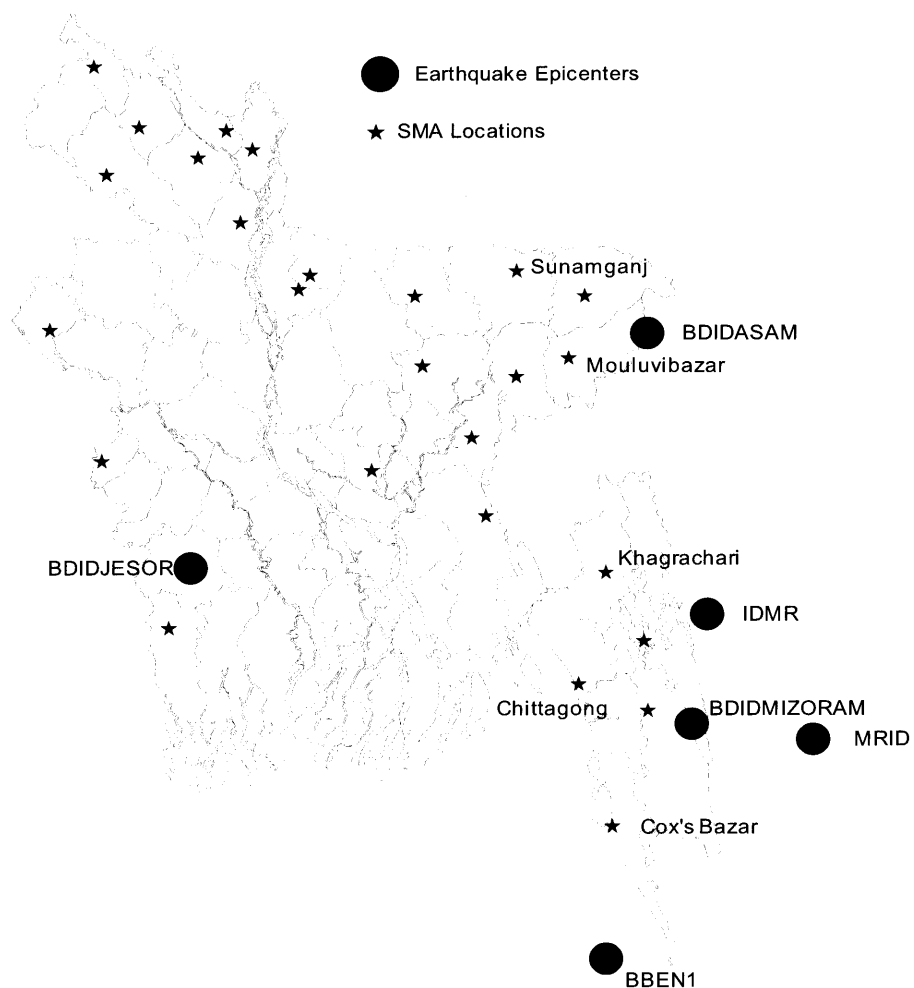 Earthquake Epicenters
SMA Locations
Sunamganj
BDIDASAM
Mouluvibazar
Khagrachari
BDIDJESOR
IDMR
Chittagong
BDIDMIZORAM
MRID
Cox's Bazar
BBEN1